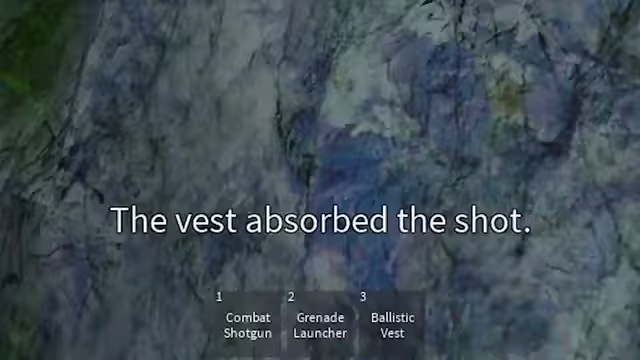 The vest absorbed the shot.
1
Combat
Shotgun
2
Grenade
Launcher
3
Ballistic
Vest